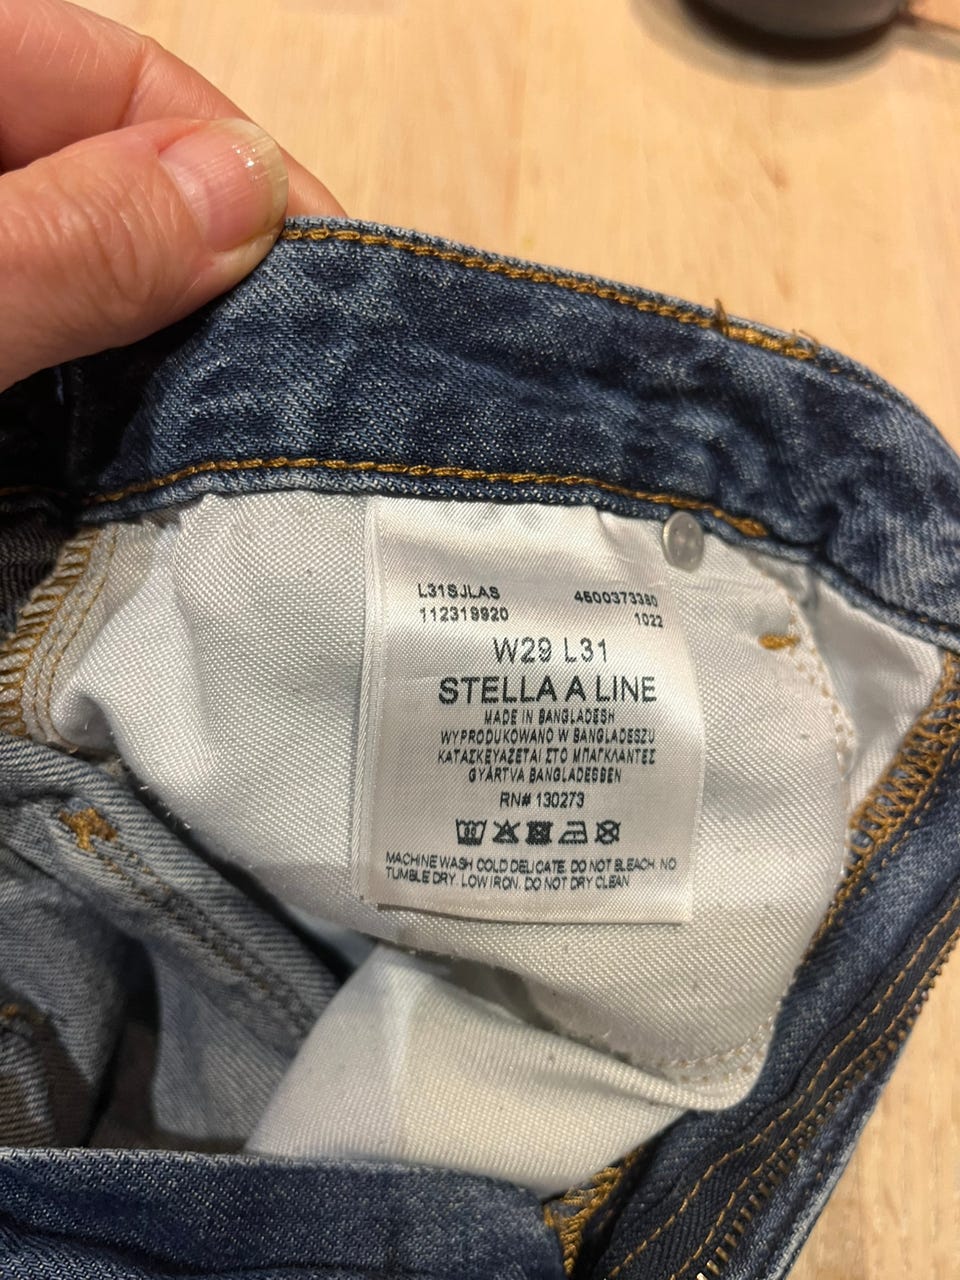 L31SJLAS 4600373380
112319920 1022
W29 L31
STELLA A LINE
MADE IN BANGLADESH
WYPRODUKOWANO W BANGLADESZU
ΚΑΤΑΣΚΕΥΑΖΕΤΑΙ ΣΤΟ ΜΠΑΓΚΛΑΝΤΕΣ
GYÁRTVA BANGLADESBEN
RN# 130273
MACHINE WASH COLD DELICATE. DO NOT BLEACH. NO
TUMBLE DRY. LOW IRON. DO NOT DRY CLEAN